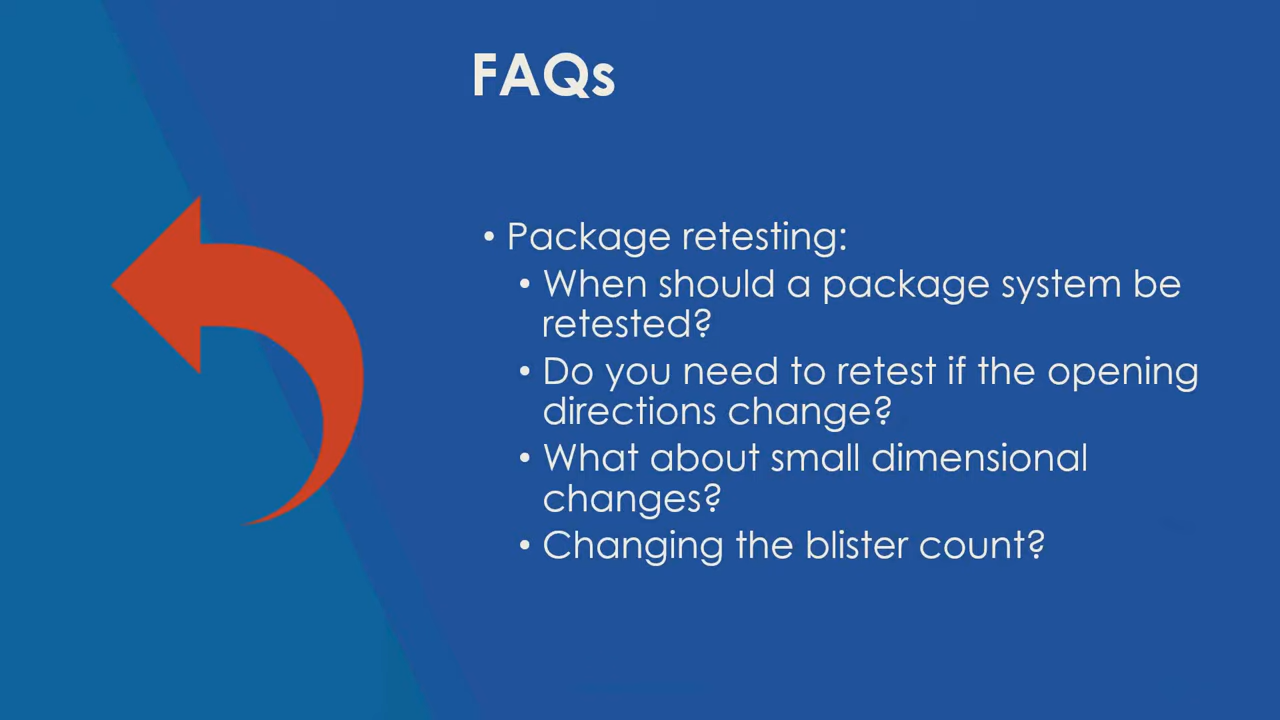 FAQs
• Package retesting:
• When should a package system be
retested?
• Do you need to retest if the opening
directions change?
• What about small dimensional
changes?
• Changing the blister count?